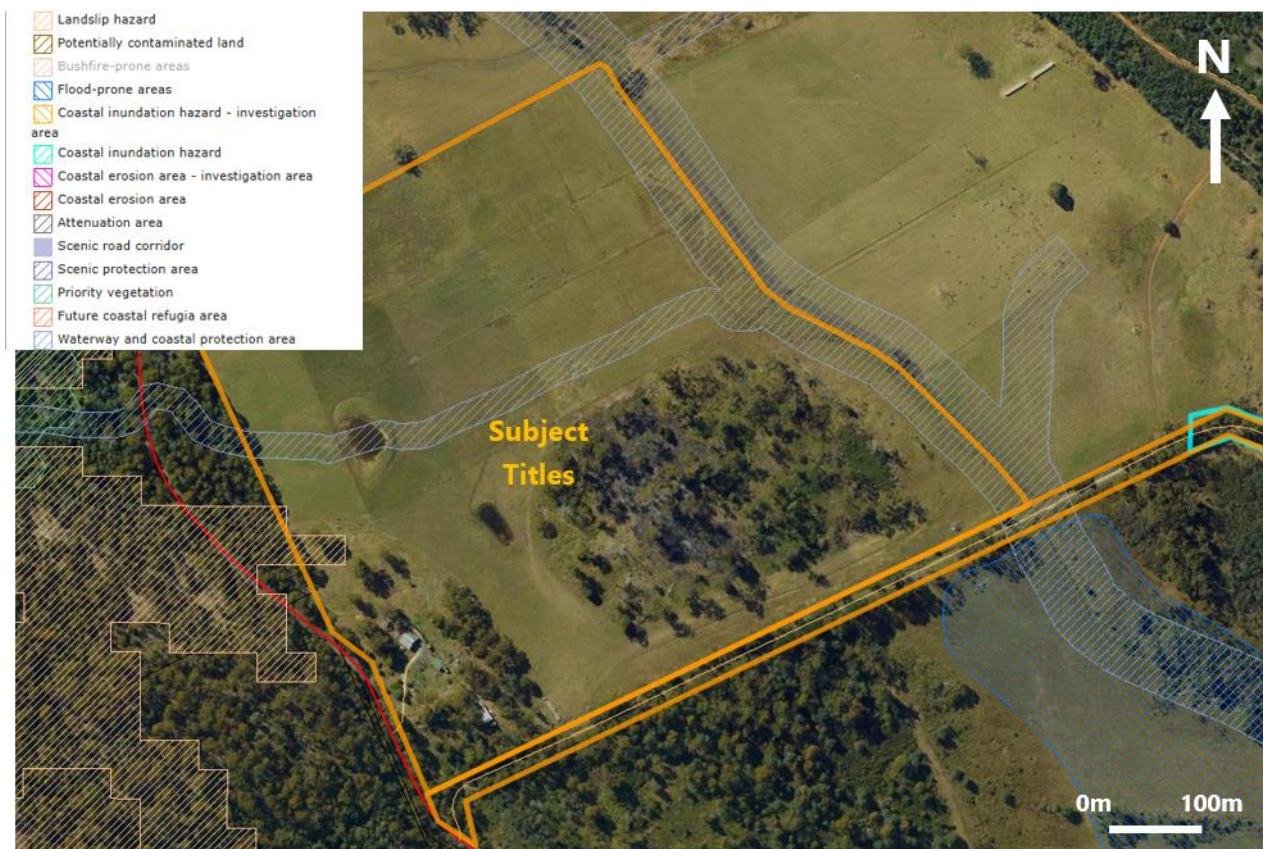 Landslip hazard
Potentially contaminated land
Bushfire-prone areas
Flood-prone areas
Coastal inundation hazard - investigation
area
Coastal inundation hazard
Coastal erosion area - investigation area
Coastal erosion area
Attenuation area
Scenic road corridor
Scenic protection area
Priority vegetation
Future coastal refugia area
Waterway and coastal protection area
N
Subject
Titles
0m 100m